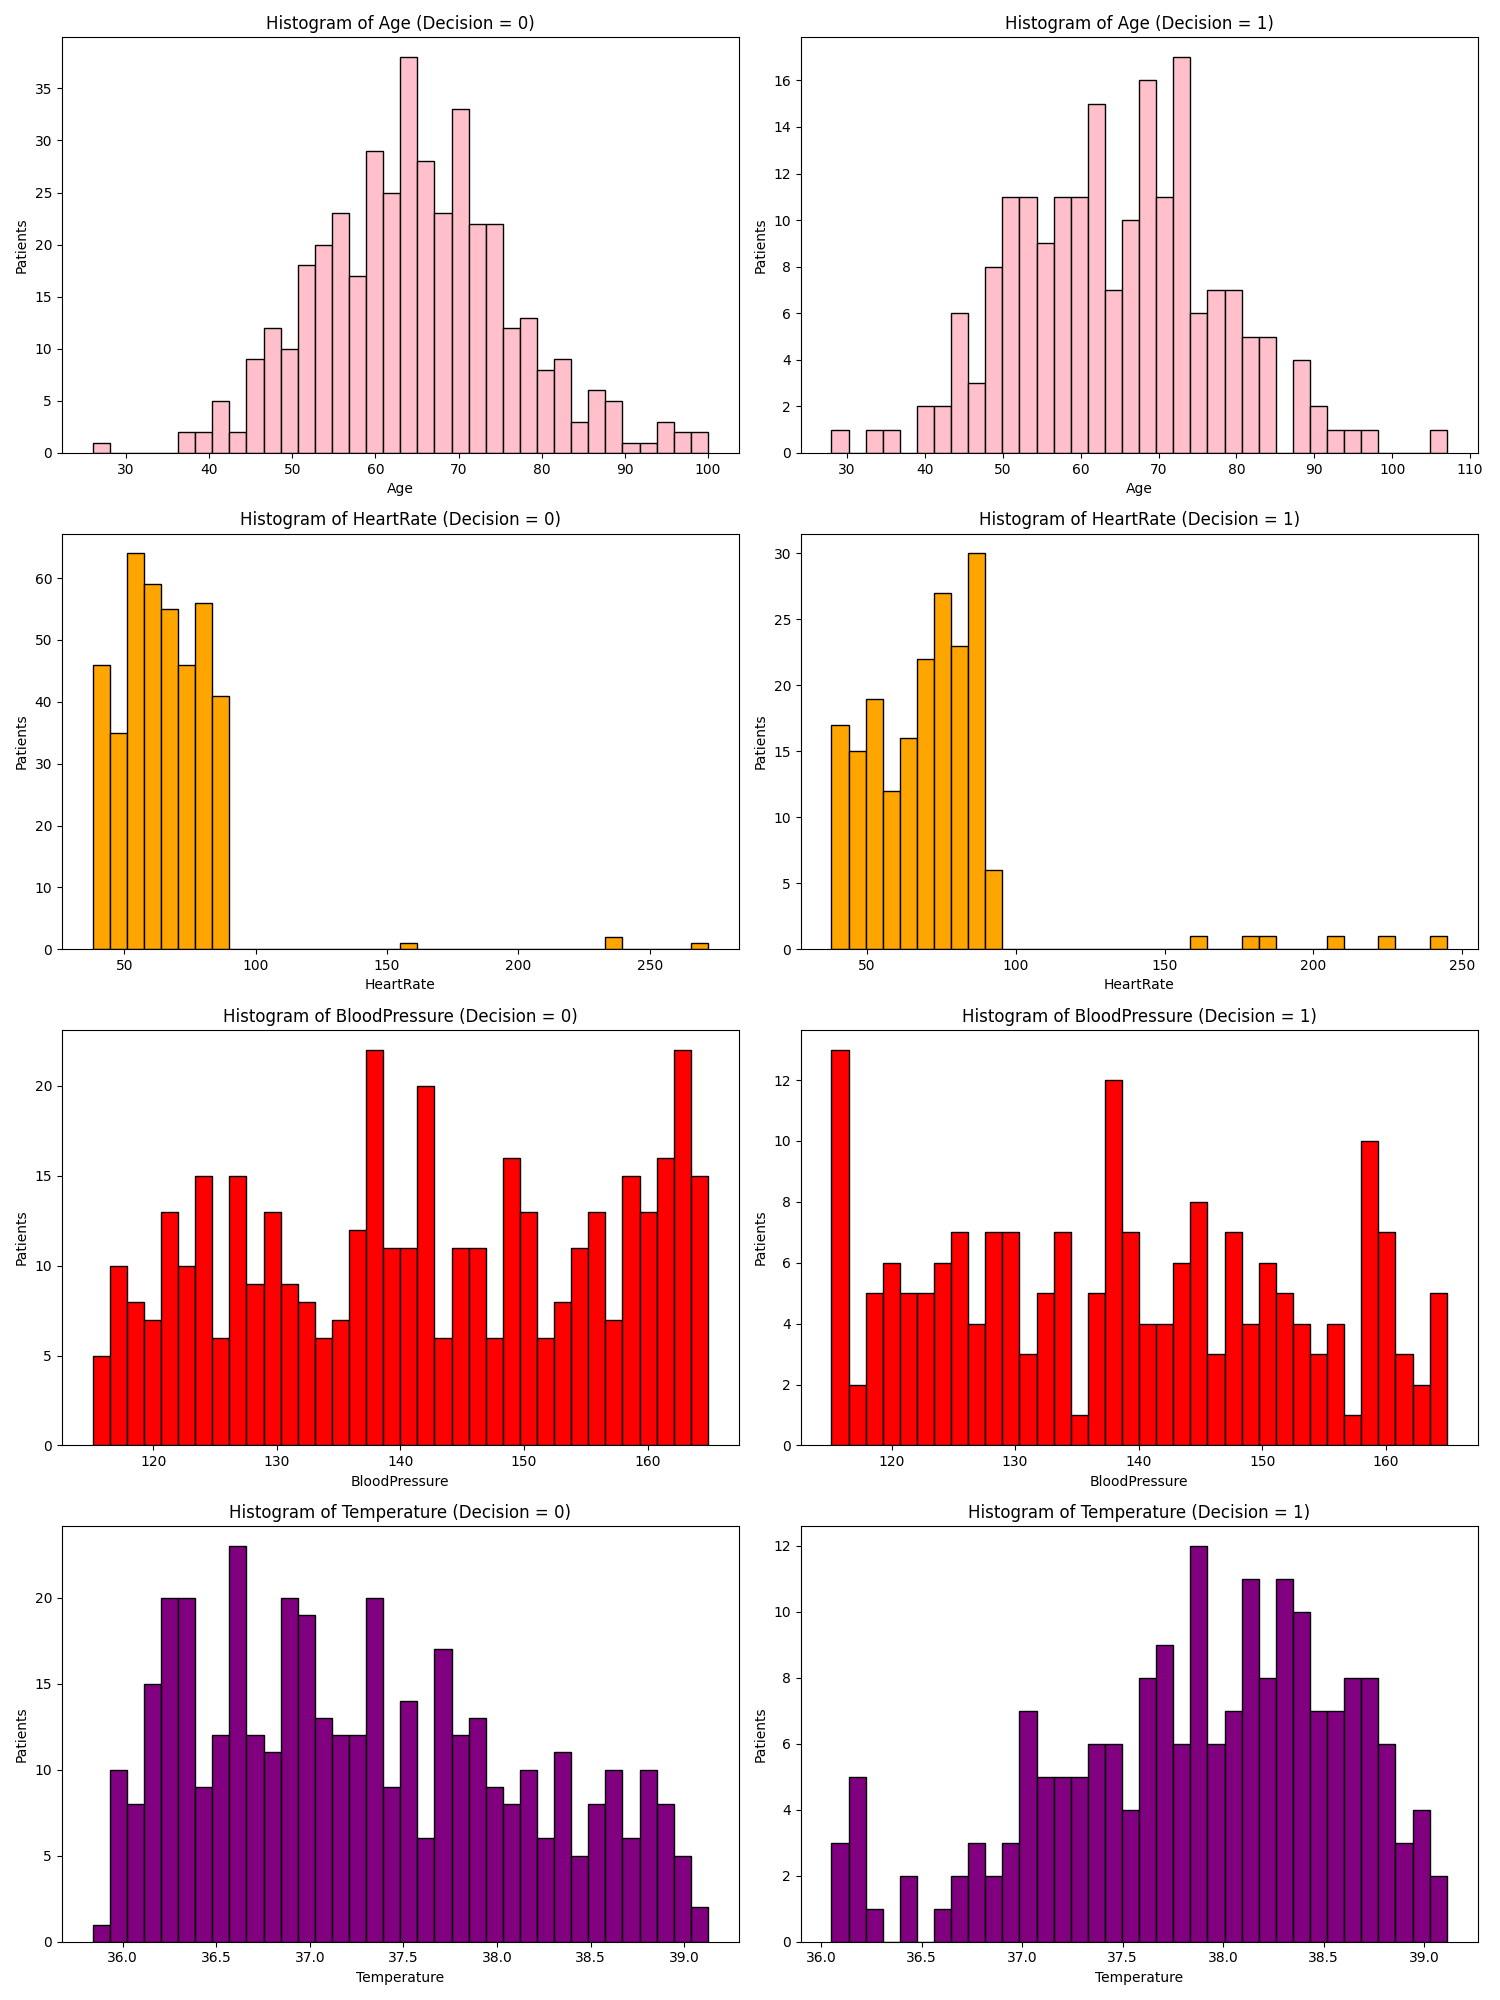 Histogram of Age (Decision = 0)
Patients
35
30
25
20
15
10
5
0
30 40 50 60 70 80 90 100
Age
Histogram of Age (Decision = 1)
Patients
16
14
12
10
8
6
4
2
0
30 40 50 60 70 80 90 100 110
Age
Histogram of HeartRate (Decision = 0)
Patients
60
50
40
30
20
10
0
50 100 150 200 250
HeartRate
Histogram of HeartRate (Decision = 1)
Patients
30
25
20
15
10
5
0
50 100 150 200 250
HeartRate
Histogram of BloodPressure (Decision = 0)
Patients
20
15
10
5
0
120 130 140 150 160
BloodPressure
Histogram of BloodPressure (Decision = 1)
Patients
12
10
8
6
4
2
0
120 130 140 150 160
BloodPressure
Histogram of Temperature (Decision = 0)
Patients
20
15
10
5
0
36.0 36.5 37.0 37.5 38.0 38.5 39.0
Temperature
Histogram of Temperature (Decision = 1)
Patients
12
10
8
6
4
2
0
36.0 36.5 37.0 37.5 38.0 38.5 39.0
Temperature